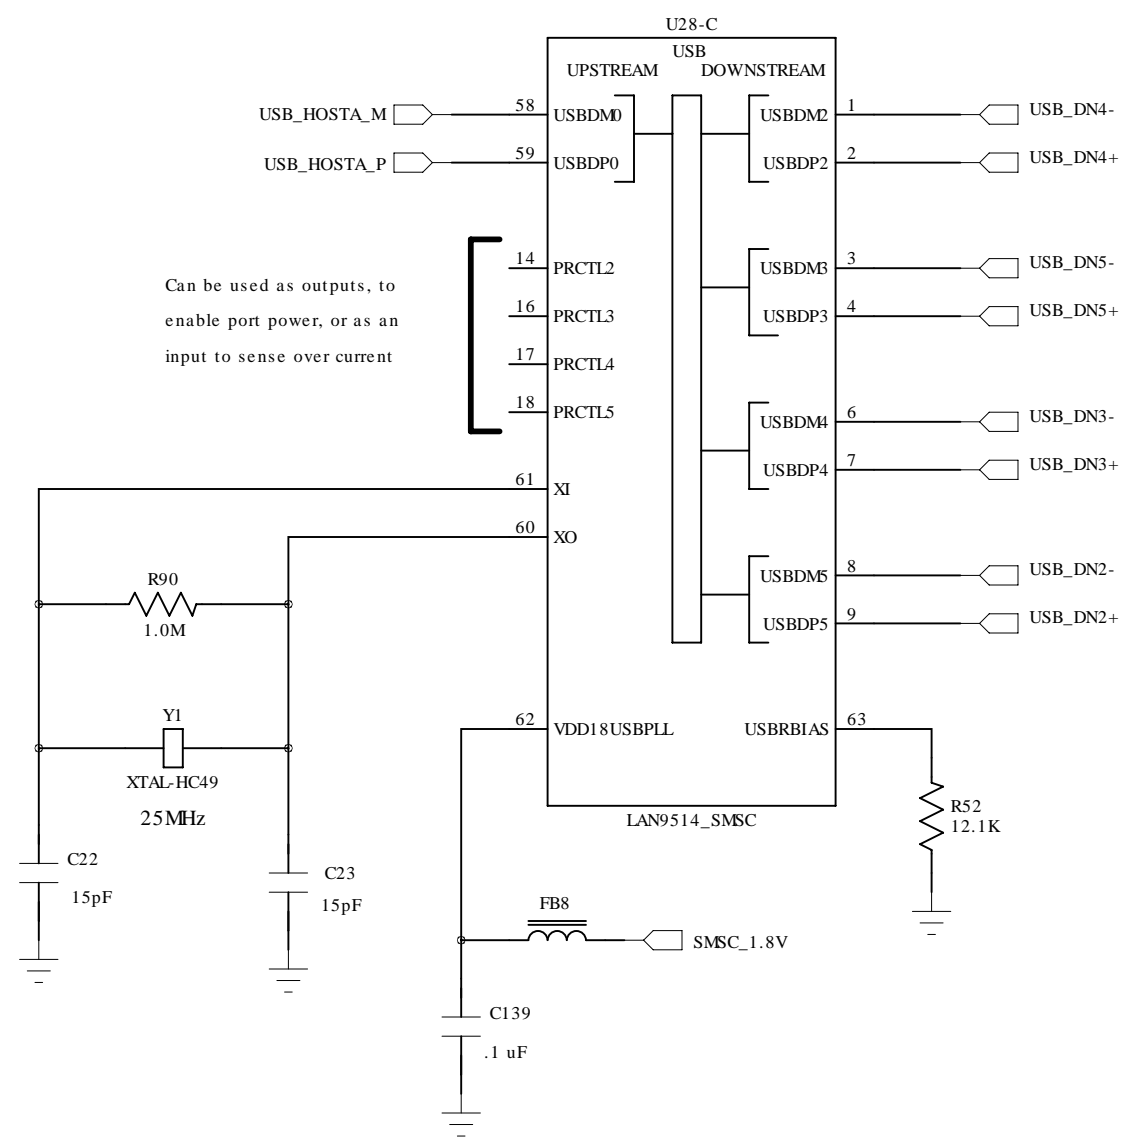 U28-C
USB
UPSTREAM DOWNSTREAM
USB_HOSTA_M 58 USBDM0 USBDM2 1 USB_DN4-
USB_HOSTA_P 59 USBDP0 USBDP2 2 USB_DN4+
14 PRCTL2 USBDM3 3 USB_DN5-
Can be used as outputs, to
enable port power, or as an
input to sense over current
16 PRCTL3 USBDP3 4 USB_DN5+
17 PRCTL4
18 PRCTL5 USBDM4 6 USB_DN3-
USBDP4 7 USB_DN3+
61 XI
60 XO
USBDM5 8 USB_DN2-
USBDP5 9 USB_DN2+
R90
1.0M
Y1
XTAL-HC49
25MHz
62 VDD18USBPLL USBRBIAS 63
R52
12.1K
LAN9514_SMSC
C22
15pF
C23
15pF
FB8
SMSC_1.8V
C139
.1 uF